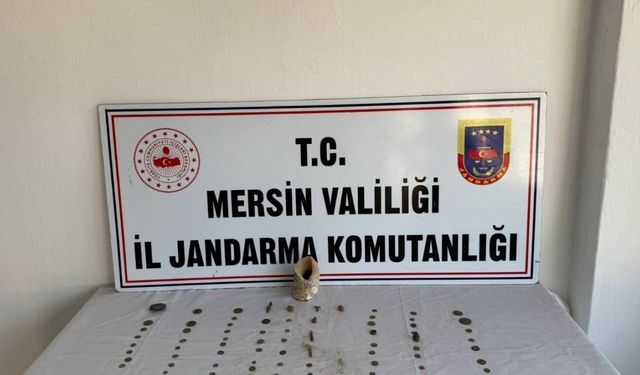 T.C.
MERSİN VALİLİĞİ
İL JANDARMA KOMUTANLIĞI
JANDARMA